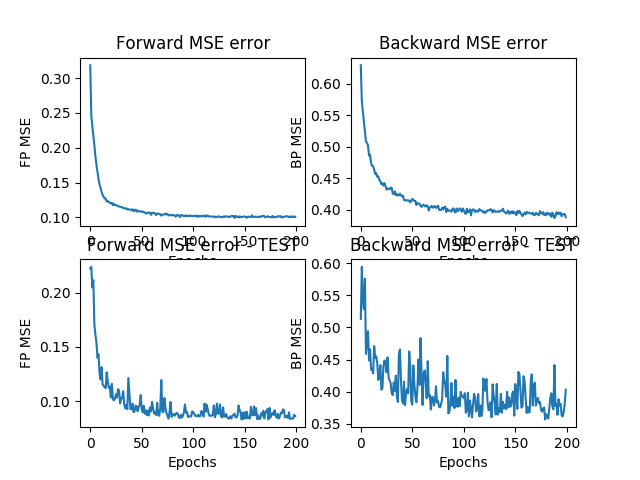 Forward MSE error
FP MSE
0.30
0.25
0.20
0.15
0.10
0 50 100 150 200
Epochs
Backward MSE error
BP MSE
0.60
0.55
0.50
0.45
0.40
0 50 100 150 200
Epochs
Forward MSE error - TEST
FP MSE
0.20
0.15
0.10
0 50 100 150 200
Epochs
Backward MSE error - TEST
BP MSE
0.60
0.55
0.50
0.45
0.40
0.35
0 50 100 150 200
Epochs